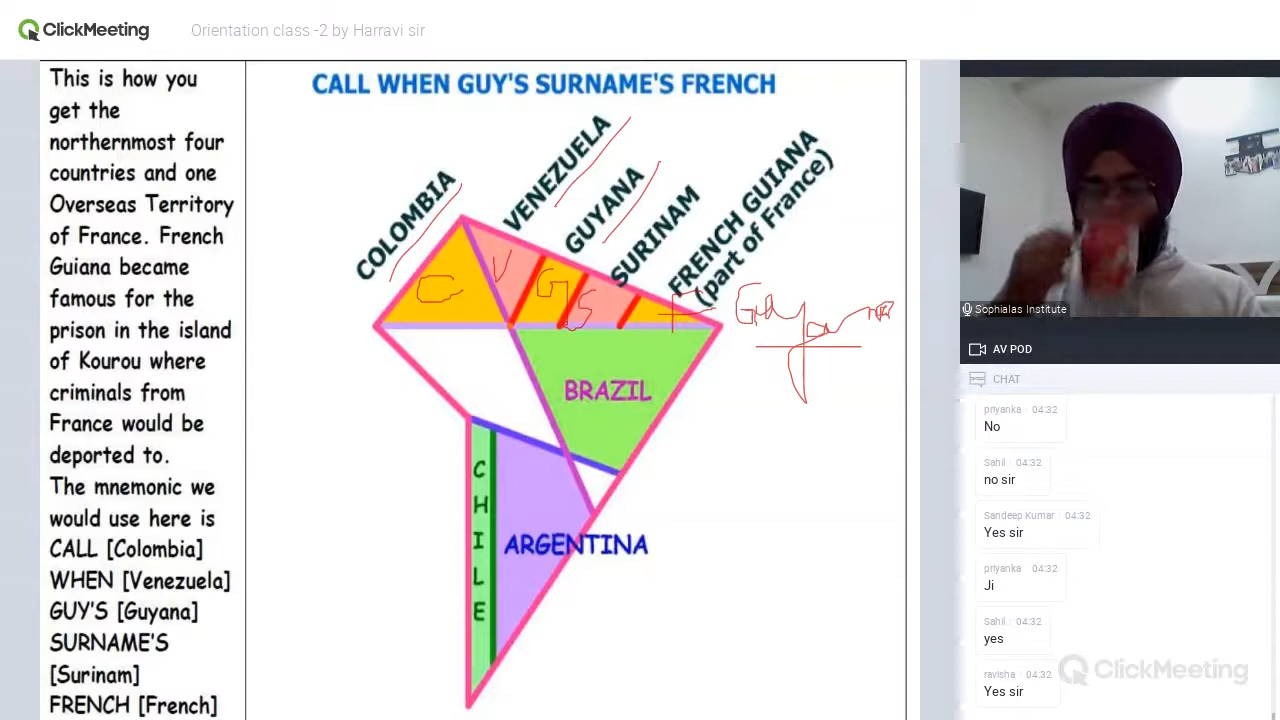 ClickMeeting
Orientation class -2 by Harravi sir
This is how you
get the
northernmost four
countries and one
Overseas Territory
of France. French
Guiana became
famous for the
prison in the island
of Kourou where
criminals from
France would be
deported to.
The mnemonic we
would use here is
CALL [Colombia]
WHEN [Venezuela]
GUY'S [Guyana]
SURNAME'S
[Surinam]
FRENCH [French]
CALL WHEN GUY'S SURNAME'S FRENCH
COLOMBIA
VENEZUELA
GUYANA
SURINAM
FRENCH GUIANA
(part of France)
C
V
G
S
F
BRAZIL
CHILE
ARGENTINA
Sophialas Institute
AV POD
CHAT
priyanka 04:32
No
Sahil 04:32
no sir
Sandeep Kumar 04:32
Yes sir
priyanka 04:32
Ji
Sahil 04:32
yes
ravisha 04:32
Yes sir
ClickMeeting